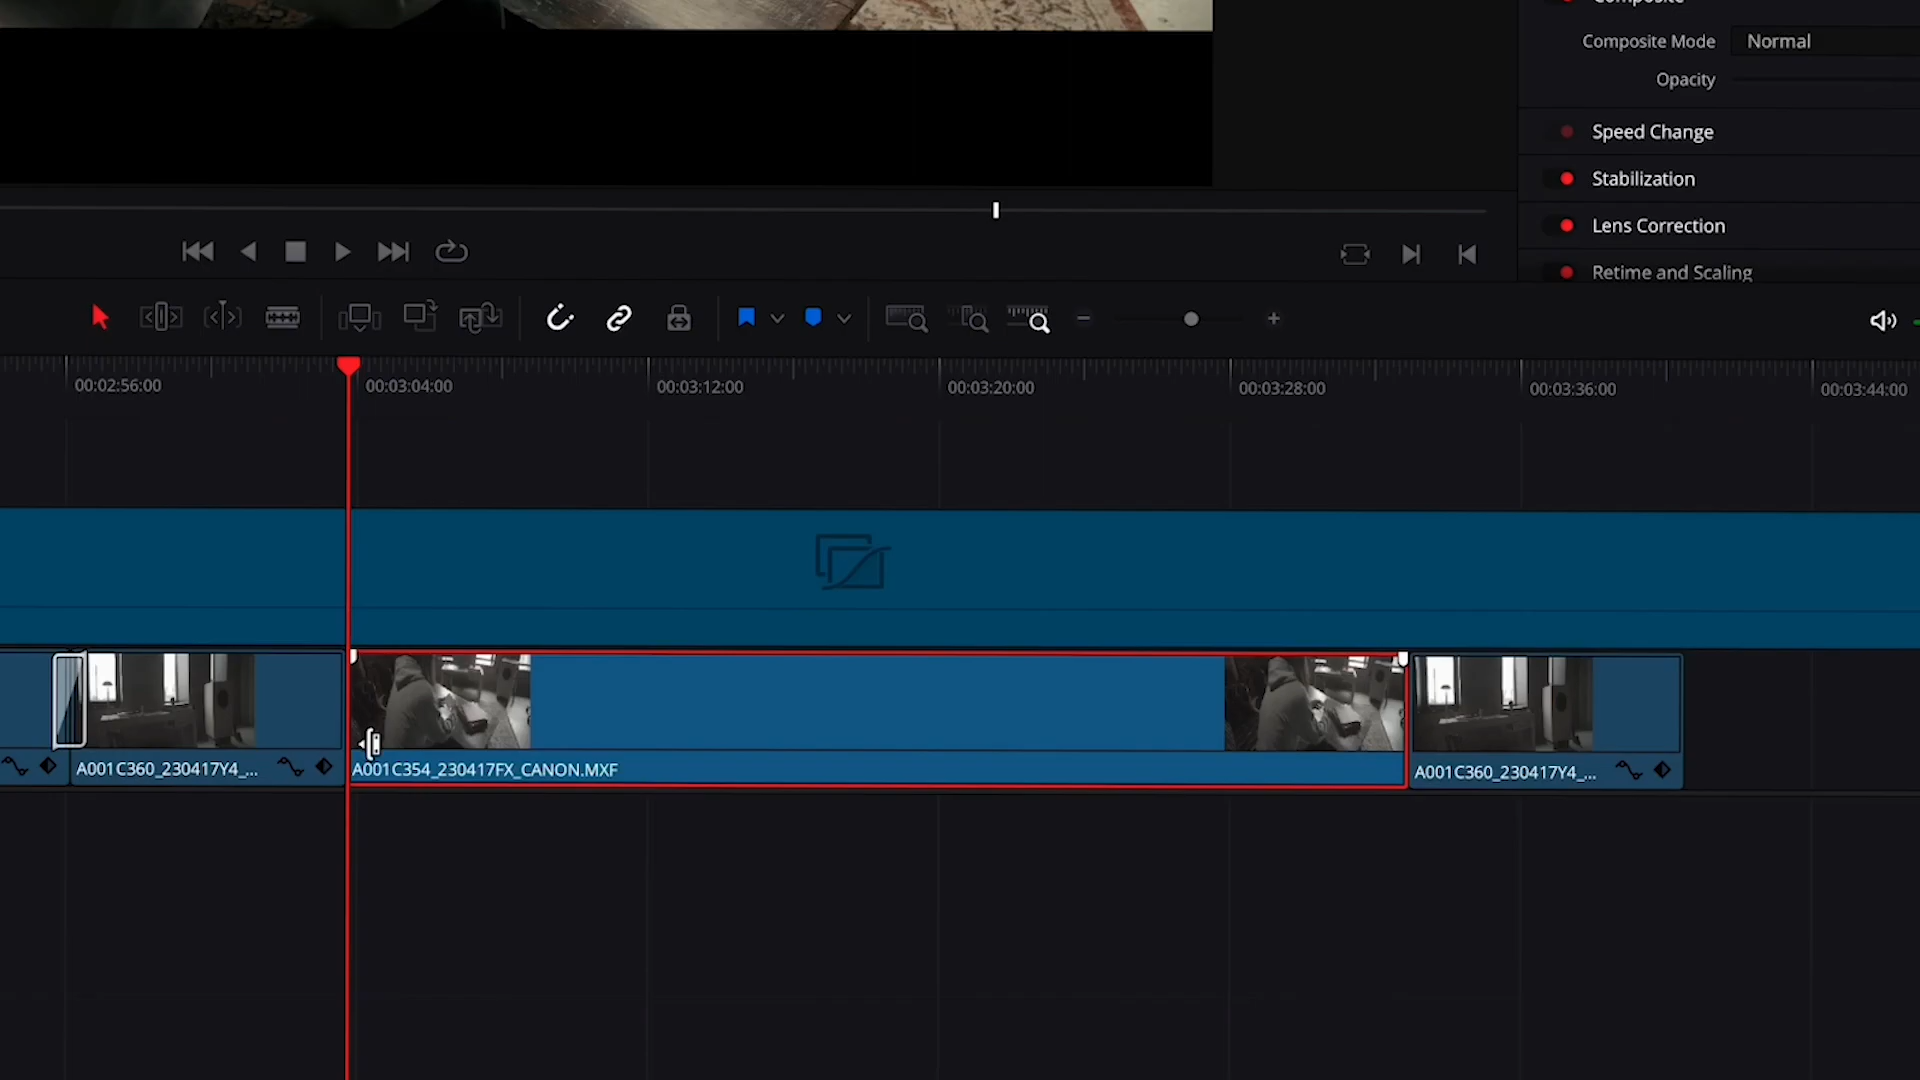 Composite
Composite Mode Normal
Opacity
Speed Change
Stabilization
Lens Correction
Retime and Scaling
00:02:56:00 00:03:04:00 00:03:12:00 00:03:20:00 00:03:28:00 00:03:36:00 00:03:44:00
A001C360_230417Y4_... A001C354_230417FX_CANON.MXF A001C360_230417Y4_...